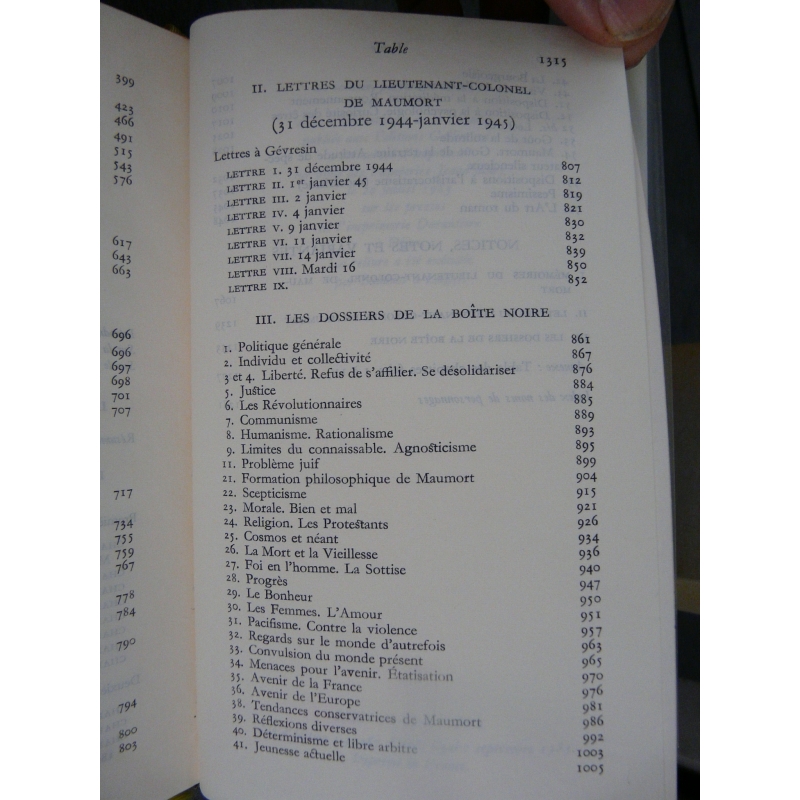 399
423
466
491
515
543
576
617
643
663
696
696
697
698
701
707
717
734
755
759
767
778
784
790
794
800
803
Table 1315
II. LETTRES DU LIEUTENANT-COLONEL
DE MAUMORT
(31 décembre 1944-janvier 1945)
Lettres à Gévresin
LETTRE I. 31 décembre 1944 807
LETTRE II. 1er janvier 45 812
LETTRE III. 2 janvier 819
LETTRE IV. 4 janvier 821
LETTRE V. 9 janvier 830
LETTRE VI. 11 janvier 832
LETTRE VII. 14 janvier 839
LETTRE VIII. Mardi 16 850
LETTRE IX. 852
III. LES DOSSIERS DE LA BOÎTE NOIRE
1. Politique générale 861
2. Individu et collectivité 867
3 et 4. Liberté. Refus de s'affilier. Se désolidariser 876
5. Justice 884
6. Les Révolutionnaires 885
7. Communisme 889
8. Humanisme. Rationalisme 893
9. Limites du connaissable. Agnosticisme 895
11. Problème juif 899
21. Formation philosophique de Maumort 904
22. Scepticisme 915
23. Morale. Bien et mal 921
24. Religion. Les Protestants 926
25. Cosmos et néant 934
26. La Mort et la Vieillesse 936
27. Foi en l'homme. La Sottise 940
28. Progrès 947
29. Le Bonheur 950
30. Les Femmes. L'Amour 951
31. Pacifisme. Contre la violence 957
32. Regards sur le monde d'autrefois 963
33. Convulsion du monde présent 965
34. Menaces pour l'avenir. Étatisation 970
35. Avenir de la France 976
36. Avenir de l'Europe 981
38. Tendances conservatrices de Maumort 986
39. Réflexions diverses 992
40. Déterminisme et libre arbitre 1003
41. Jeunesse actuelle 1005